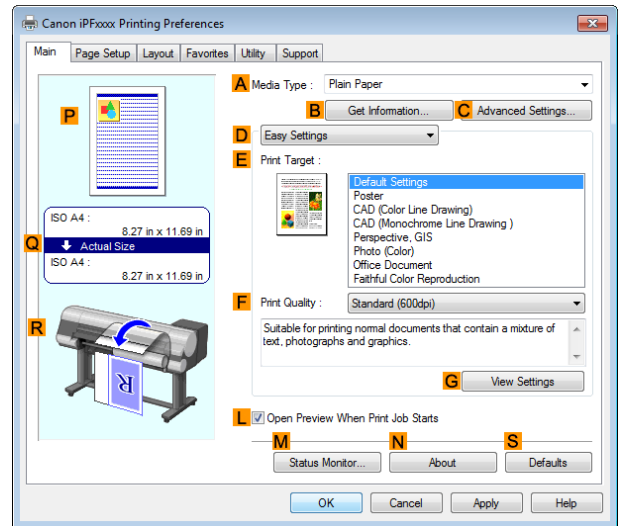 Canon iPFxxxx Printing Preferences
Main Page Setup Layout Favorites Utility Support
P
A Media Type : Plain Paper
B Get Information... C Advanced Settings...
D Easy Settings
E Print Target :
Default Settings
Poster
CAD (Color Line Drawing)
CAD (Monochrome Line Drawing )
Perspective, GIS
Photo (Color)
Office Document
Faithful Color Reproduction
ISO A4 :
8.27 in x 11.69 in
Q Actual Size
ISO A4 :
8.27 in x 11.69 in
R
R
F Print Quality : Standard (600dpi)
Suitable for printing normal documents that contain a mixture of
text, photographs and graphics.
G View Settings
L Open Preview When Print Job Starts
M N S
Status Monitor... About Defaults
OK Cancel Apply Help